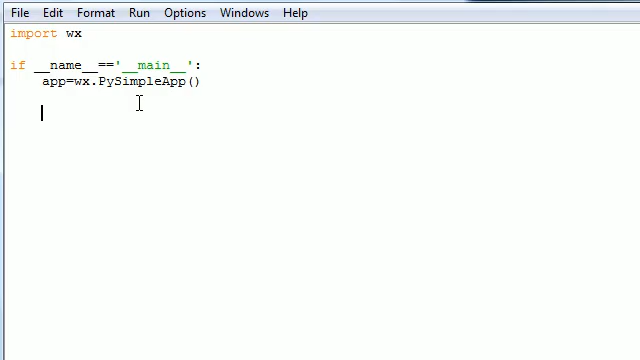 File Edit Format Run Options Windows Help
import wx
if __name__=='__main__':
app=wx.PySimpleApp()